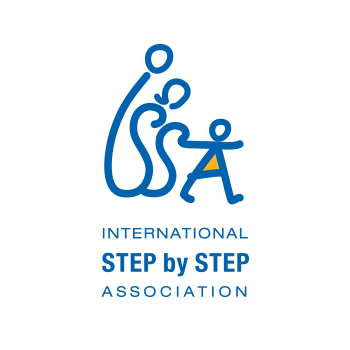 INTERNATIONAL
STEP by STEP
ASSOCIATION